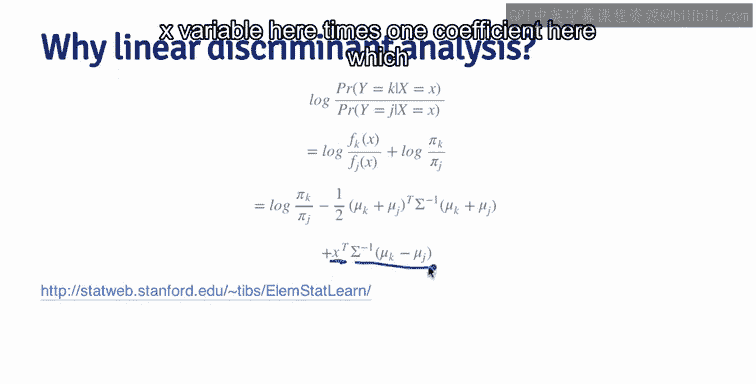 x variable here times one coefficient here
which
Why linear discriminant analysis?
log Pr(Y = k|X = x) / Pr(Y = j|X = x)
= log f_k(x) / f_j(x) + log π_k / π_j
= log π_k / π_j − 1/2 (μ_k + μ_j)^T Σ^−1 (μ_k + μ_j)
+x^T Σ^−1 (μ_k − μ_j)
http://statweb.stanford.edu/~tibs/ElemStatLearn/